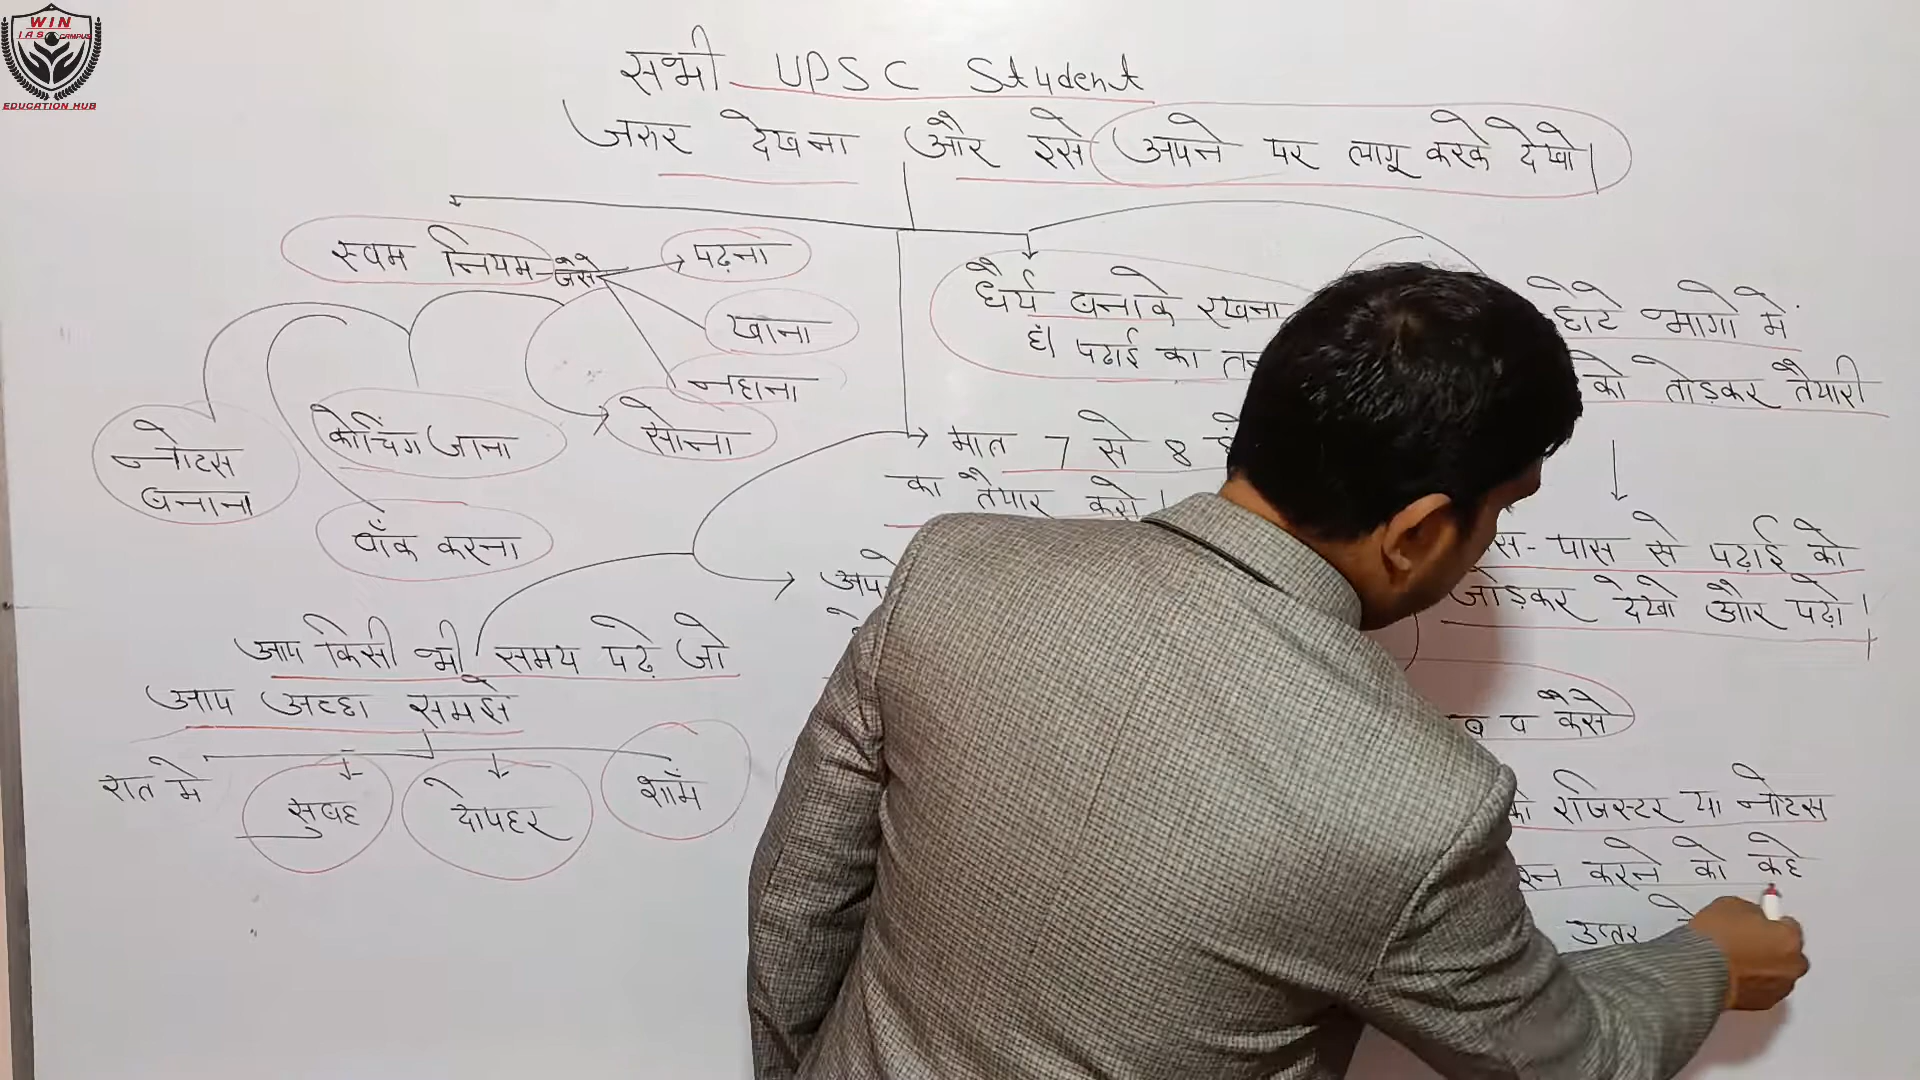 WIN
IAS CAMPUS
EDUCATION HUB
सभी UPSC Student
जरुर देखना और इसे अपने पर लागू करके देखो।
स्वम नियम जैसे
पढ़ना
खाना
नहाना
सोना
कोचिंग जाना
नोटस
बनाना
वॉक करना
धैर्य बनाके रखना
हां पढाई का
मात 7 से 8
का तैयार करो।
छोटे भागो में
को तोड़कर तैयारी
पास से पढ़ाई को
जोड़कर देखो और पढ़ो।
आप किसी भी समय पढ़े जो
आप अच्छा समझे
रात मे
सुबह
दोपहर
शॉम
व कैसे
रजिस्टर या नोटस
करने को कहे
उत्तर